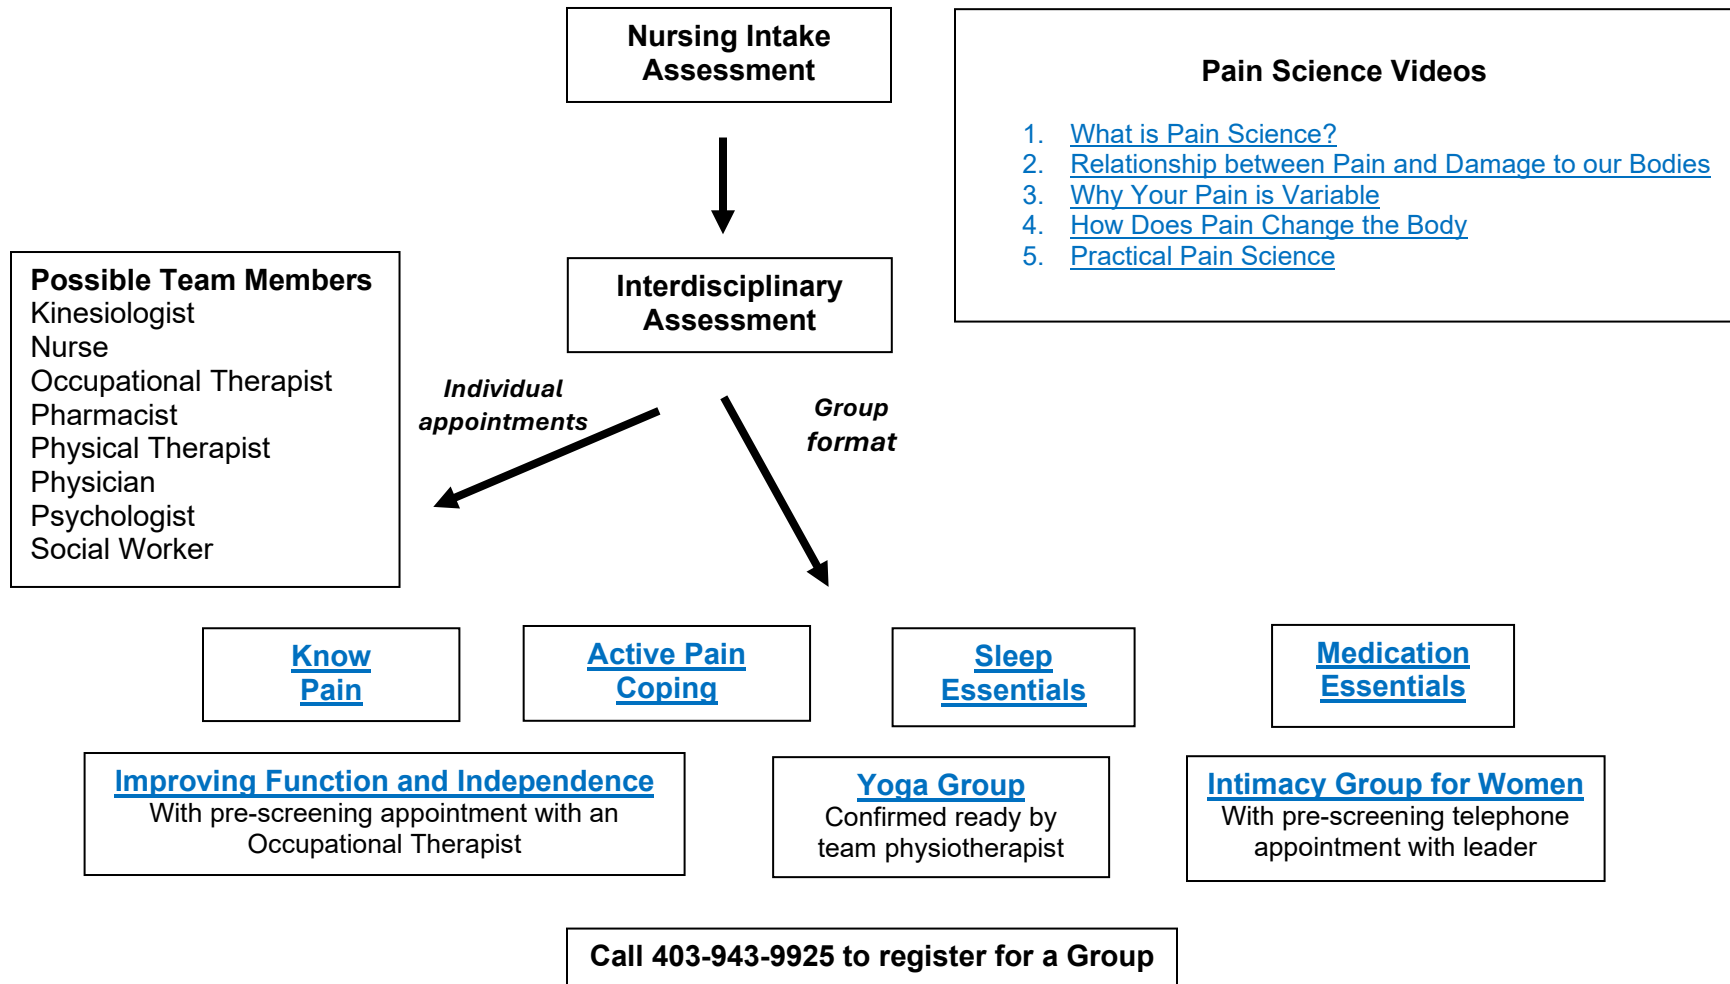 Nursing Intake
Assessment
Pain Science Videos
1. What is Pain Science?
2. Relationship between Pain and Damage to our Bodies
3. Why Your Pain is Variable
4. How Does Pain Change the Body
5. Practical Pain Science
Possible Team Members
Kinesiologist
Nurse
Occupational Therapist
Pharmacist
Physical Therapist
Physician
Psychologist
Social Worker
Interdisciplinary
Assessment
Individual
appointments
Group
format
Know
Pain
Active Pain
Coping
Sleep
Essentials
Medication
Essentials
Improving Function and Independence
With pre-screening appointment with an
Occupational Therapist
Yoga Group
Confirmed ready by
team physiotherapist
Intimacy Group for Women
With pre-screening telephone
appointment with leader
Call 403-943-9925 to register for a Group